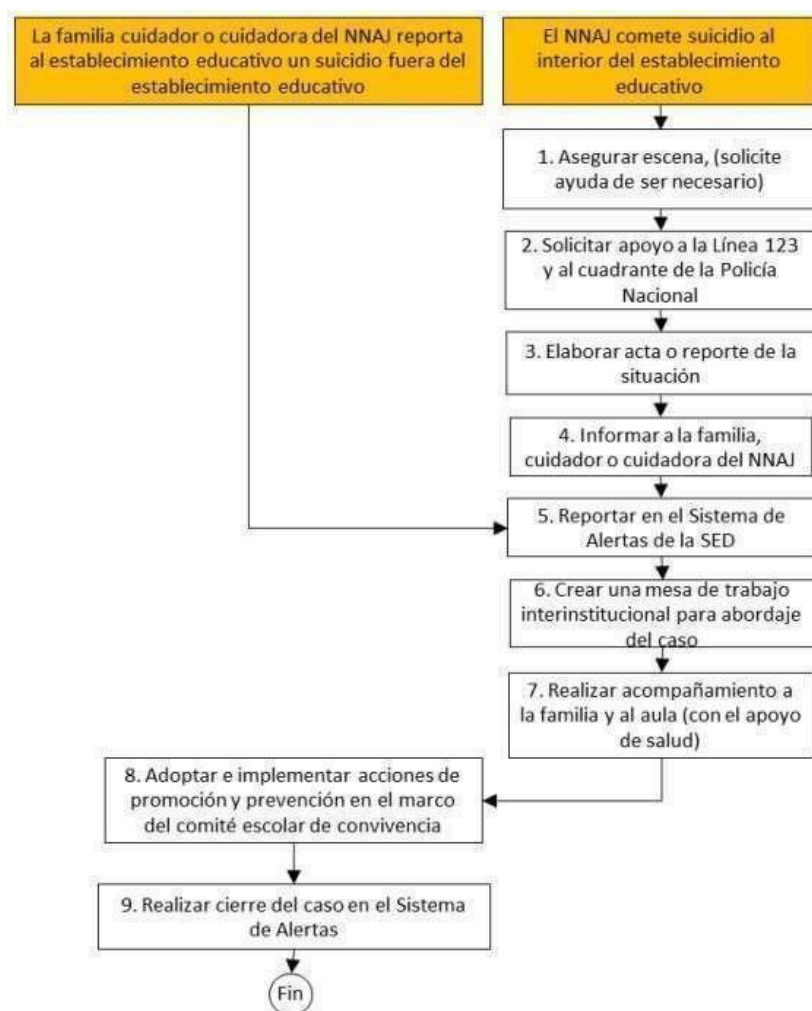 La familia cuidador o cuidadora del NNAJ reporta
al establecimiento educativo un suicidio fuera del
establecimiento educativo
El NNAJ comete suicidio al
interior del establecimiento
educativo
1. Asegurar escena, (solicite
ayuda de ser necesario)
2. Solicitar apoyo a la Línea 123
y al cuadrante de la Policía
Nacional
3. Elaborar acta o reporte de la
situación
4. Informar a la familia,
cuidador o cuidadora del NNAJ
5. Reportar en el Sistema de
Alertas de la SED
6. Crear una mesa de trabajo
interinstitucional para abordaje
del caso
7. Realizar acompañamiento a
la familia y al aula (con el apoyo
de salud)
8. Adoptar e implementar acciones de
promoción y prevención en el marco
del comité escolar de convivencia
9. Realizar cierre del caso en el Sistema
de Alertas
Fin